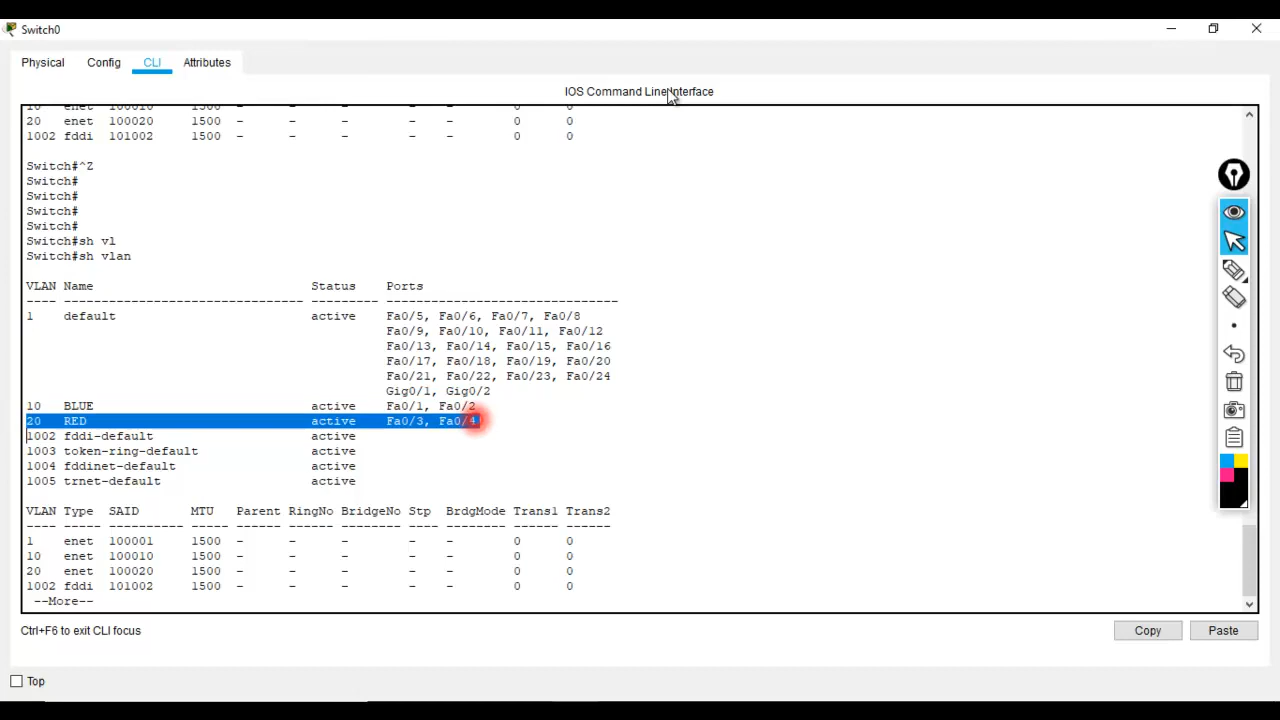 Switch0
Physical Config CLI Attributes
IOS Command Line Interface
10 enet 100010 1500 - - - - - 0 0
20 enet 100020 1500 - - - - - 0 0
1002 fddi 101002 1500 - - - - - 0 0
Switch#^Z
Switch#
Switch#
Switch#
Switch#
Switch#sh vl
Switch#sh vlan
VLAN Name Status Ports
---- -------------------------------- --------- -------------------------------
1 default active Fa0/5, Fa0/6, Fa0/7, Fa0/8
Fa0/9, Fa0/10, Fa0/11, Fa0/12
Fa0/13, Fa0/14, Fa0/15, Fa0/16
Fa0/17, Fa0/18, Fa0/19, Fa0/20
Fa0/21, Fa0/22, Fa0/23, Fa0/24
Gig0/1, Gig0/2
10 BLUE active Fa0/1, Fa0/2
20 RED active Fa0/3, Fa0/4
1002 fddi-default active
1003 token-ring-default active
1004 fddinet-default active
1005 trnet-default active
VLAN Type SAID MTU Parent RingNo BridgeNo Stp BrdgMode Trans1 Trans2
---- ----- ---------- ----- ------ ------ -------- ---- -------- ------ ------
1 enet 100001 1500 - - - - - 0 0
10 enet 100010 1500 - - - - - 0 0
20 enet 100020 1500 - - - - - 0 0
1002 fddi 101002 1500 - - - - - 0 0
--More--
Ctrl+F6 to exit CLI focus
Copy Paste
Top